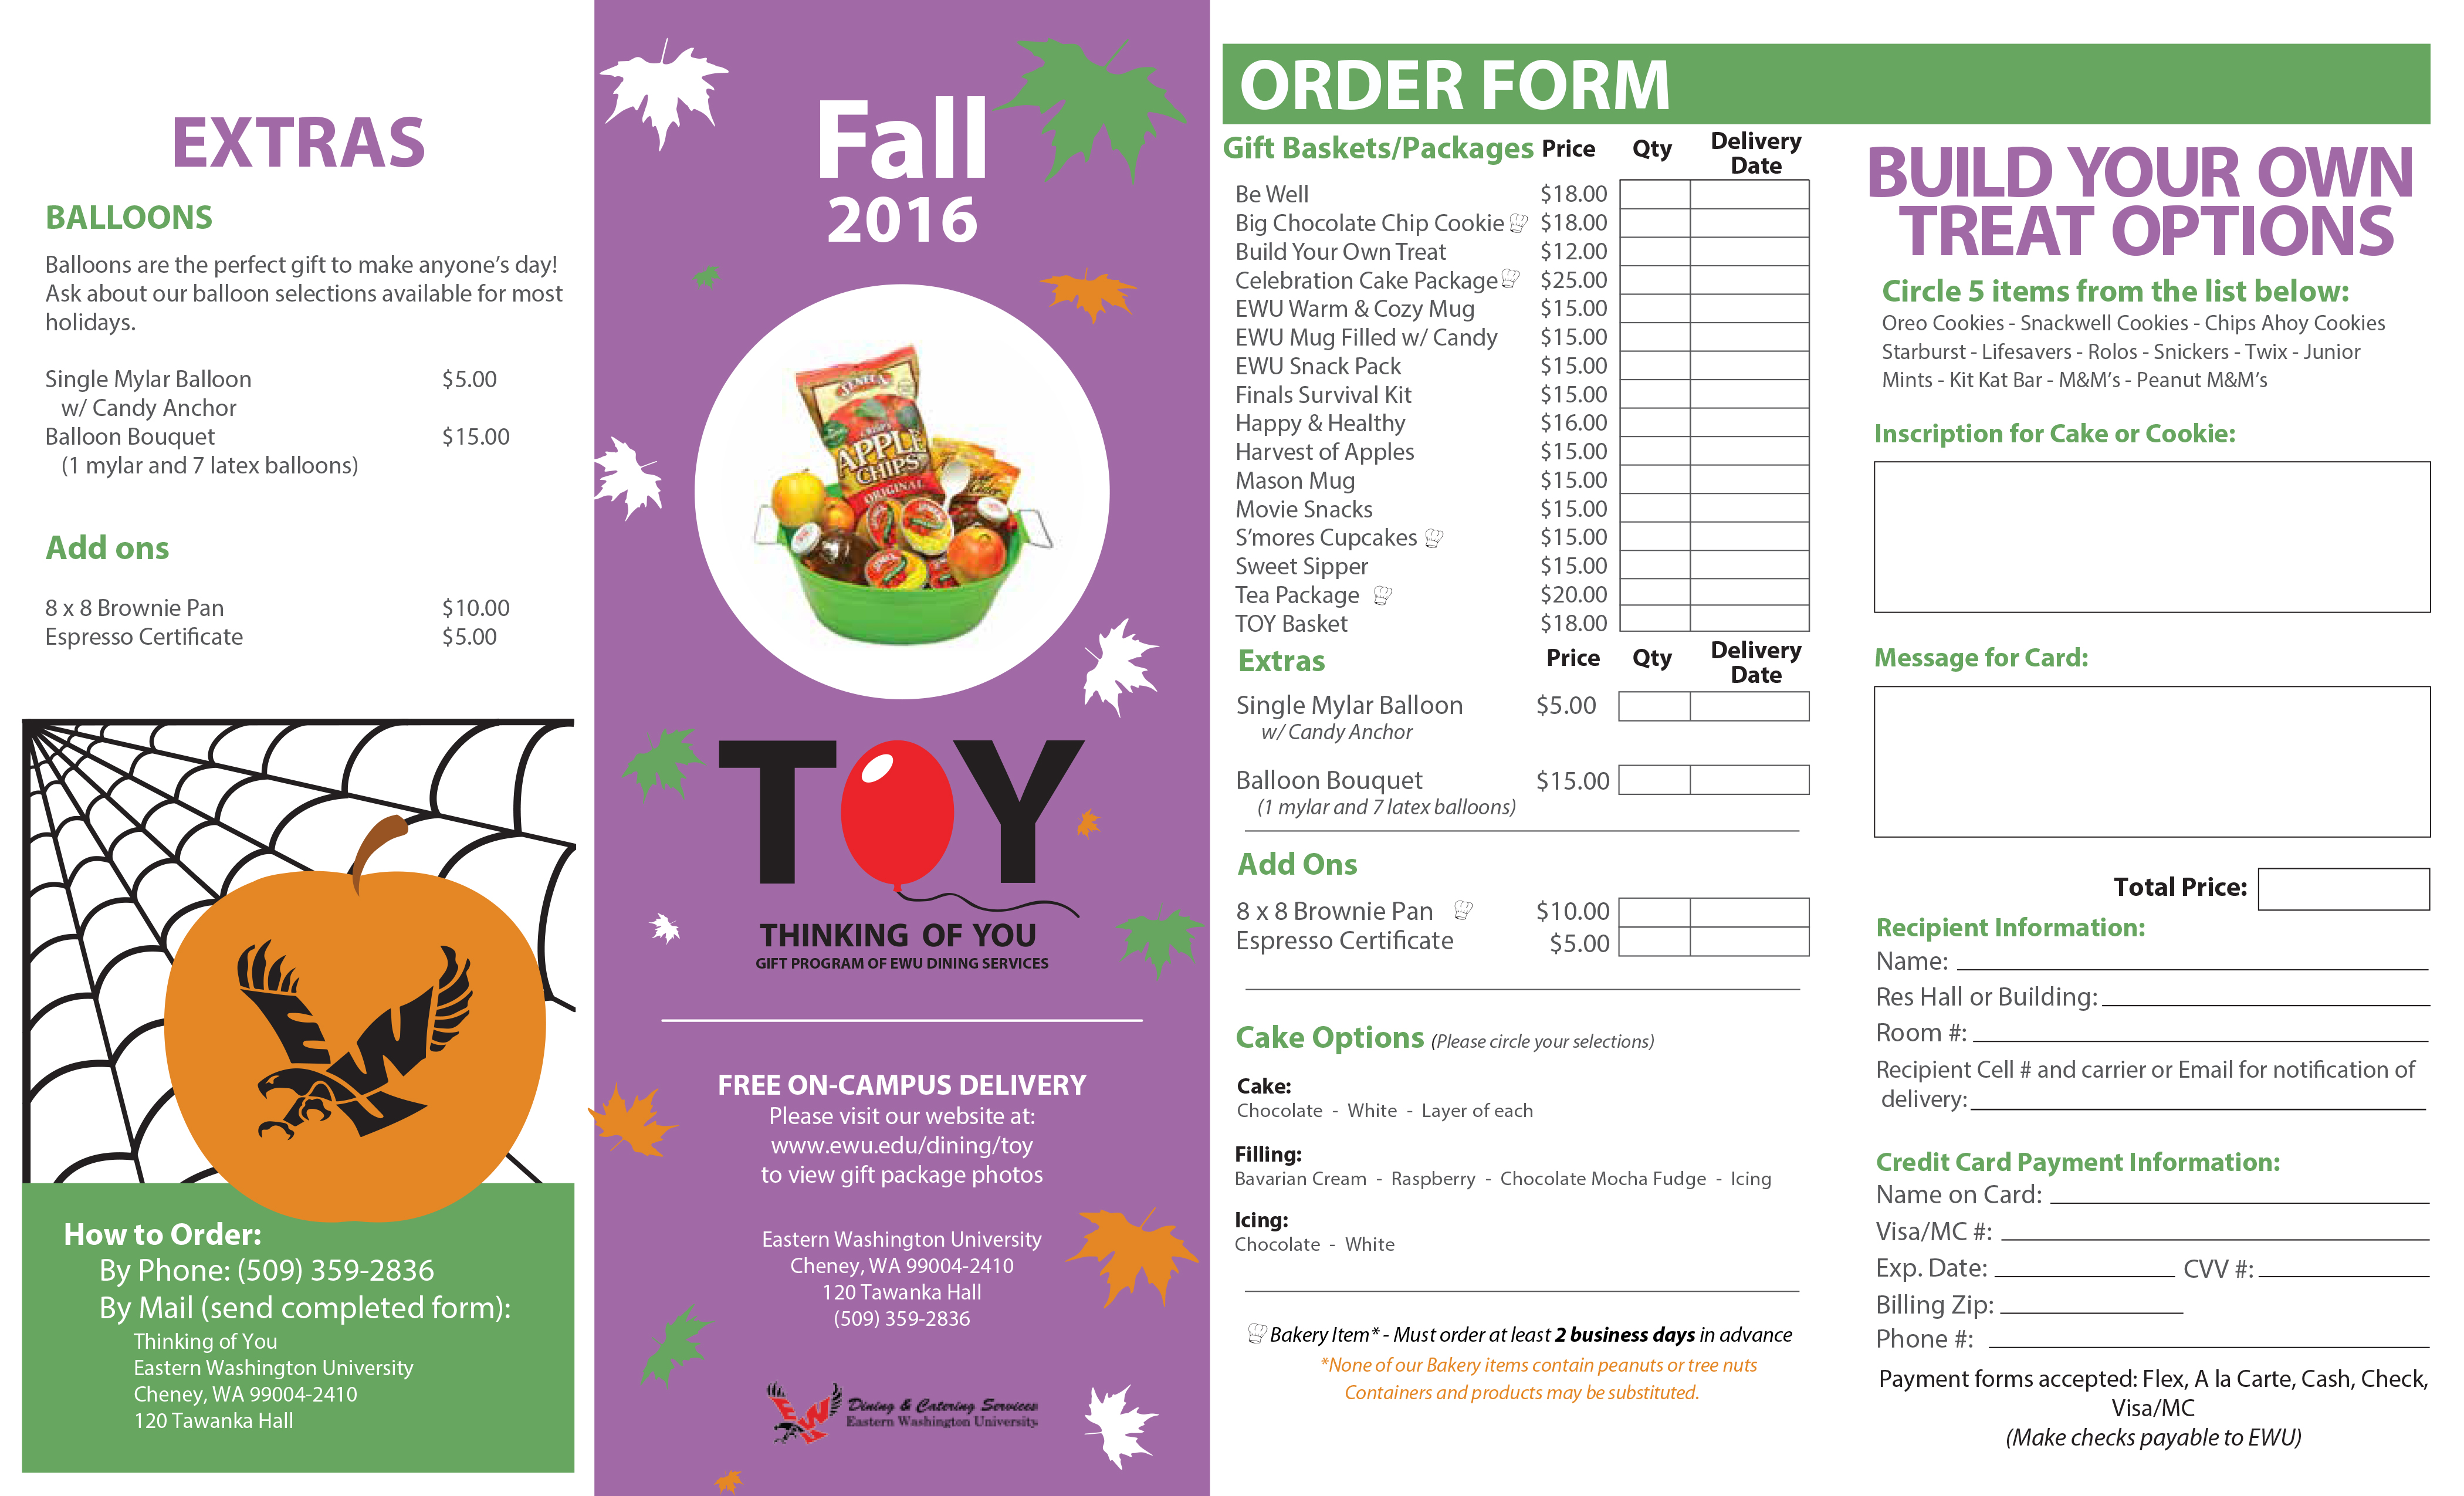 EXTRAS
BALLOONS
Balloons are the perfect gift to make anyone's day!
Ask about our balloon selections available for most
holidays.
Single Mylar Balloon $5.00
w/ Candy Anchor
Balloon Bouquet $15.00
(1 mylar and 7 latex balloons)
Add ons
8 x 8 Brownie Pan $10.00
Espresso Certificate $5.00
EWU
How to Order:
By Phone: (509) 359-2836
By Mail (send completed form):
Thinking of You
Eastern Washington University
Cheney, WA 99004-2410
120 Tawanka Hall
Fall
2016
SENECA
CRISPY
APPLE
CHIPS
ORIGINAL
TOY
THINKING OF YOU
GIFT PROGRAM OF EWU DINING SERVICES
FREE ON-CAMPUS DELIVERY
Please visit our website at:
www.ewu.edu/dining/toy
to view gift package photos
Eastern Washington University
Cheney, WA 99004-2410
120 Tawanka Hall
(509) 359-2836
EWU
Dining & Catering Services
Eastern Washington University
ORDER FORM
Gift Baskets/Packages Price Qty Delivery
Date
Be Well $18.00
Big Chocolate Chip Cookie $18.00
Build Your Own Treat $12.00
Celebration Cake Package $25.00
EWU Warm & Cozy Mug $15.00
EWU Mug Filled w/ Candy $15.00
EWU Snack Pack $15.00
Finals Survival Kit $15.00
Happy & Healthy $16.00
Harvest of Apples $15.00
Mason Mug $15.00
Movie Snacks $15.00
S'mores Cupcakes $15.00
Sweet Sipper $15.00
Tea Package $20.00
TOY Basket $18.00
Extras Price Qty Delivery
Date
Single Mylar Balloon $5.00
w/ Candy Anchor
Balloon Bouquet $15.00
(1 mylar and 7 latex balloons)
Add Ons
8 x 8 Brownie Pan $10.00
Espresso Certificate $5.00
Cake Options (Please circle your selections)
Cake:
Chocolate - White - Layer of each
Filling:
Bavarian Cream - Raspberry - Chocolate Mocha Fudge - Icing
Icing:
Chocolate - White
Bakery Item* - Must order at least 2 business days in advance
*None of our Bakery items contain peanuts or tree nuts
Containers and products may be substituted.
BUILD YOUR OWN
TREAT OPTIONS
Circle 5 items from the list below:
Oreo Cookies - Snackwell Cookies - Chips Ahoy Cookies
Starburst - Lifesavers - Rolos - Snickers - Twix - Junior
Mints - Kit Kat Bar - M&M's - Peanut M&M's
Inscription for Cake or Cookie:
Message for Card:
Total Price:
Recipient Information:
Name:
Res Hall or Building:
Room #:
Recipient Cell # and carrier or Email for notification of
delivery:
Credit Card Payment Information:
Name on Card:
Visa/MC #:
Exp. Date: CVV #:
Billing Zip:
Phone #:
Payment forms accepted: Flex, A la Carte, Cash, Check,
Visa/MC
(Make checks payable to EWU)